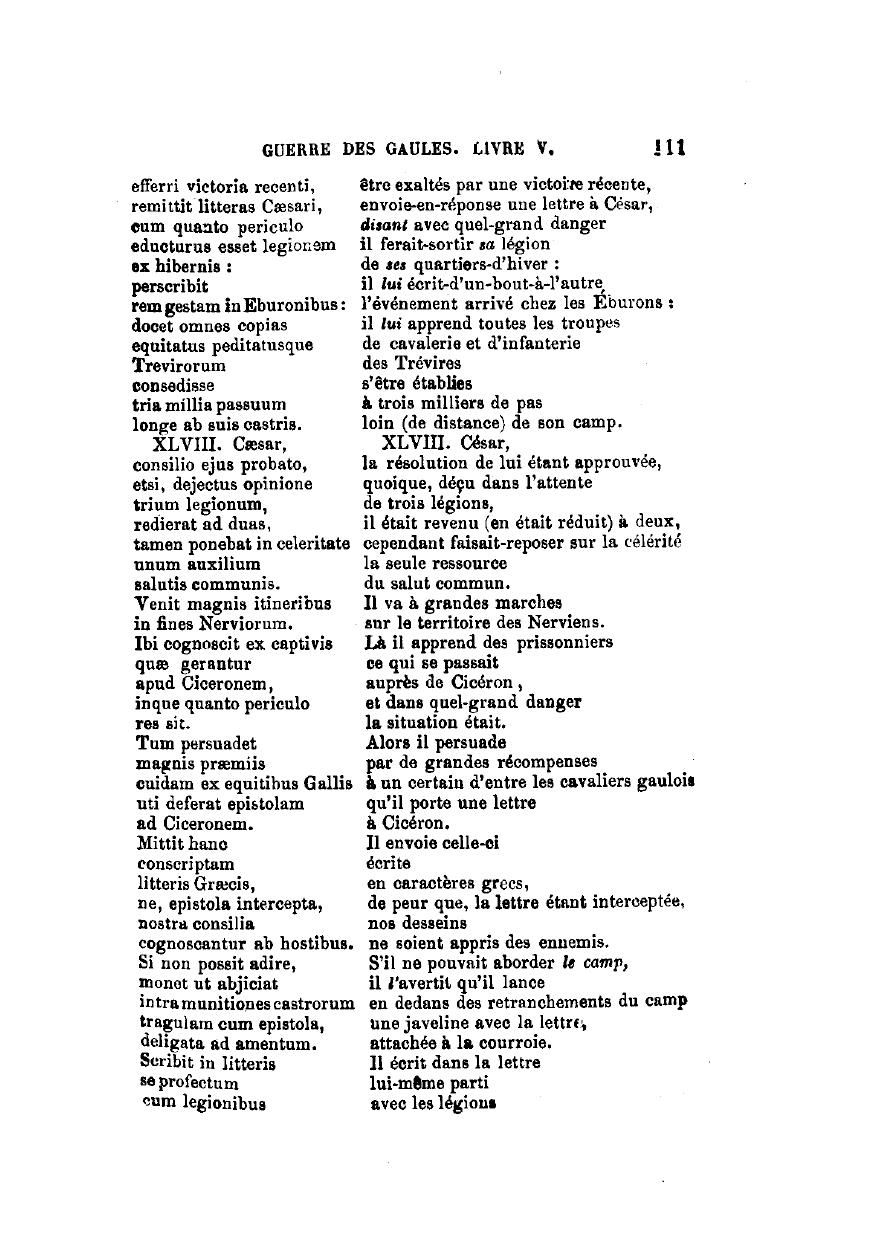 GUERRE DES GAULES. LIVRE V. 111
efferri victoria recenti, être exaltés par une victoire récente,
remittit litteras Cæsari, envoie-en-réponse une lettre à César,
cum quanto periculo disant avec quel-grand danger
educturus esset legionem il ferait-sortir sa légion
ex hibernis : de ses quartiers-d'hiver :
perscribit il lui écrit-d'un-bout-à-l'autre
rem gestam in Eburonibus : l'événement arrivé chez les Éburons :
docet omnes copias il lui apprend toutes les troupes
equitatus peditatusque de cavalerie et d'infanterie
Trevirorum des Trévires
consedisse s'être établies
tria millia passuum à trois milliers de pas
longe ab suis castris. loin (de distance) de son camp.
XLVIII. Cæsar, XLVIII. César,
consilio ejus probato, la résolution de lui étant approuvée,
etsi, dejectus opinione quoique, déçu dans l'attente
trium legionum, de trois légions,
redierat ad duas, il était revenu (en était réduit) à deux,
tamen ponebat in celeritate cependant faisait-reposer sur la célérité
unum auxilium la seule ressource
salutis communis. du salut commun.
Venit magnis itineribus Il va à grandes marches
in fines Nerviorum. sur le territoire des Nerviens.
Ibi cognoscit ex captivis Là il apprend des prissonniers
quæ gerantur ce qui se passait
apud Ciceronem, auprès de Cicéron,
inque quanto periculo et dans quel-grand danger
res sit. la situation était.
Tum persuadet Alors il persuade
magnis præmiis par de grandes récompenses
cuidam ex equitibus Gallis à un certain d'entre les cavaliers gaulois
uti deferat epistolam qu'il porte une lettre
ad Ciceronem. à Cicéron.
Mittit hanc Il envoie celle-ci
conscriptam écrite
litteris Græcis, en caractères grecs,
ne, epistola intercepta, de peur que, la lettre étant interceptée,
nostra consilia nos desseins
cognoscantur ab hostibus. ne soient appris des ennemis.
Si non possit adire, S'il ne pouvait aborder le camp,
monet ut abjiciat il l'avertit qu'il lance
intra munitiones castrorum en dedans des retranchements du camp
tragulam cum epistola, une javeline avec la lettre,
deligata ad amentum. attachée à la courroie.
Scribit in litteris Il écrit dans la lettre
se profectum lui-même parti
cum legionibus avec les légions